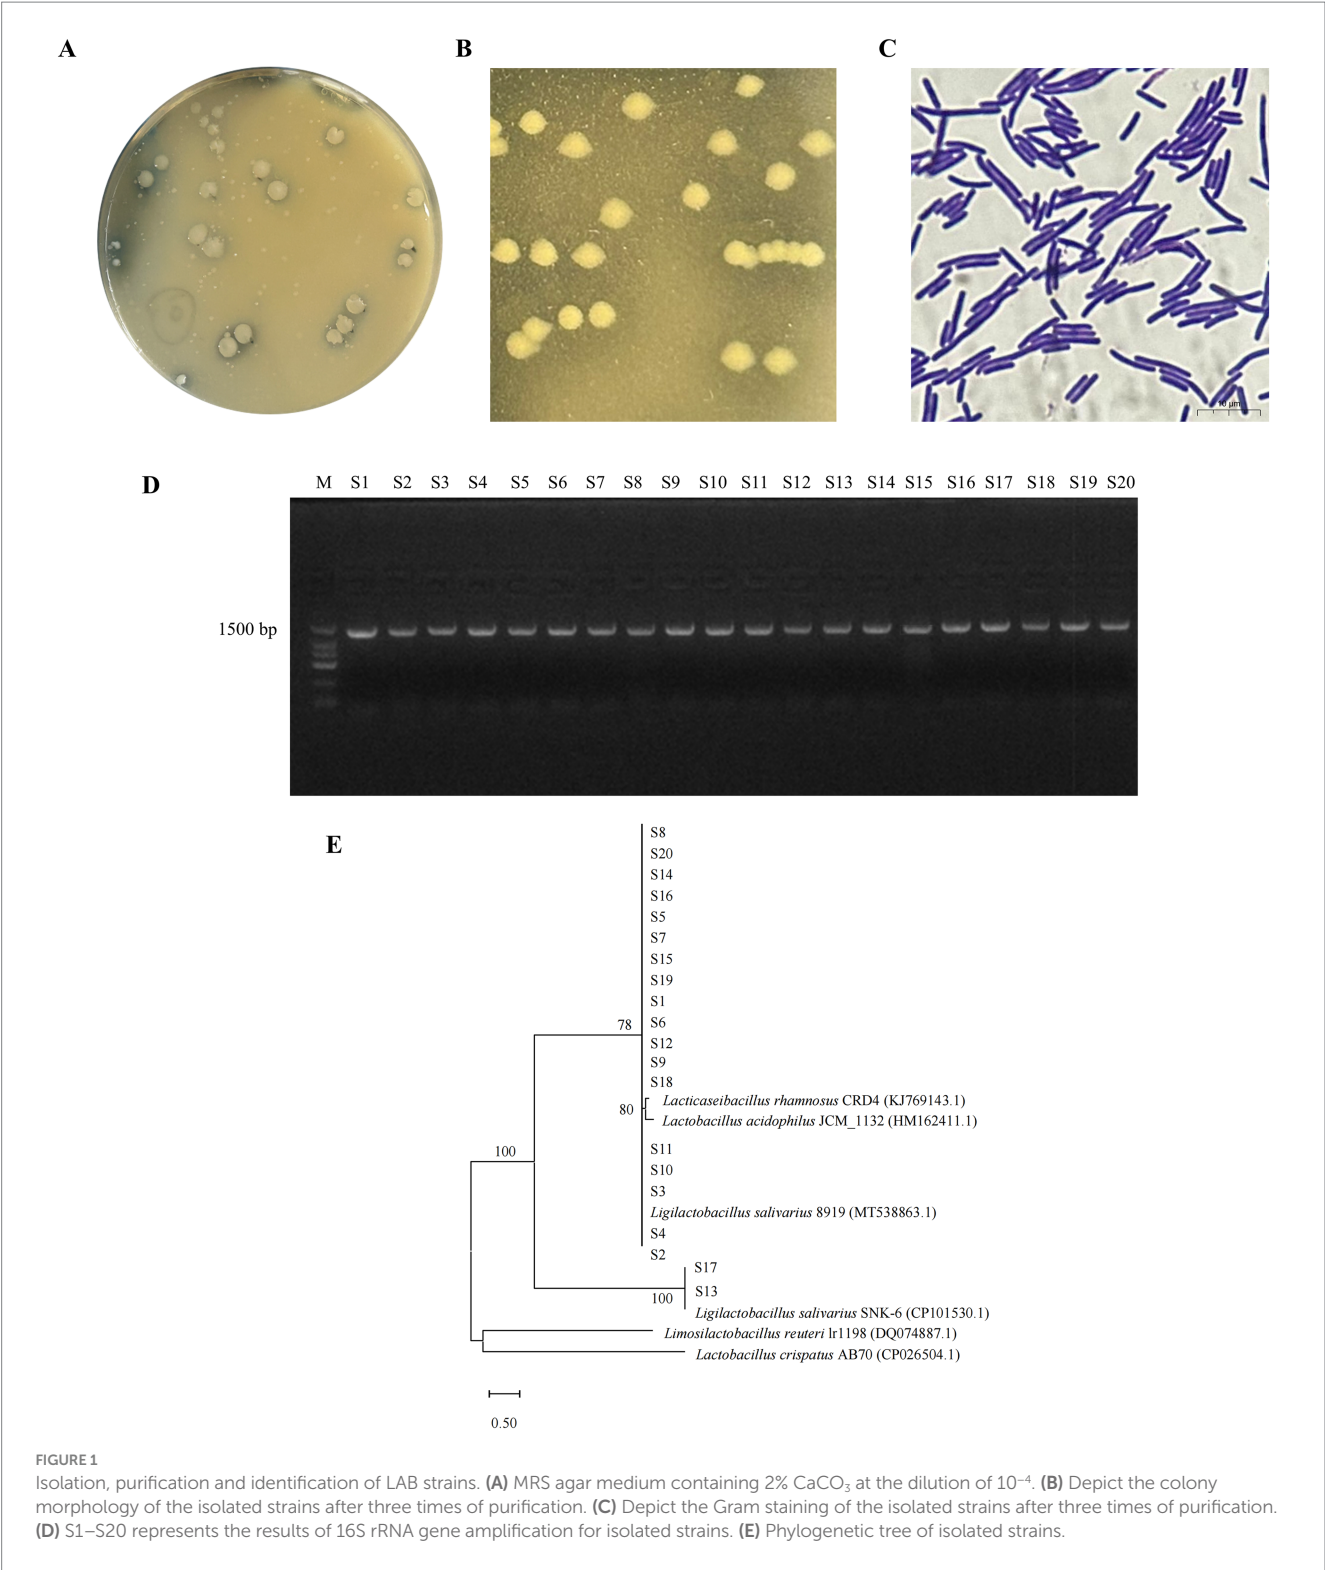 A
B
C
10 μm
D
M S1 S2 S3 S4 S5 S6 S7 S8 S9 S10 S11 S12 S13 S14 S15 S16 S17 S18 S19 S20
1500 bp
E
S8
S20
S14
S16
S5
S7
S15
S19
S1
S6
78
S12
S9
S18
Lacticaseibacillus rhamnosus CRD4 (KJ769143.1)
80
Lactobacillus acidophilus JCM_1132 (HM162411.1)
S11
100
S10
S3
Ligilactobacillus salivarius 8919 (MT538863.1)
S4
S2
S17
S13
100
Ligilactobacillus salivarius SNK-6 (CP101530.1)
Limosilactobacillus reuteri lr1198 (DQ074887.1)
Lactobacillus crispatus AB70 (CP026504.1)
0.50
FIGURE 1
Isolation, purification and identification of LAB strains. (A) MRS agar medium containing 2% CaCO₃ at the dilution of 10⁻⁴. (B) Depict the colony
morphology of the isolated strains after three times of purification. (C) Depict the Gram staining of the isolated strains after three times of purification.
(D) S1–S20 represents the results of 16S rRNA gene amplification for isolated strains. (E) Phylogenetic tree of isolated strains.